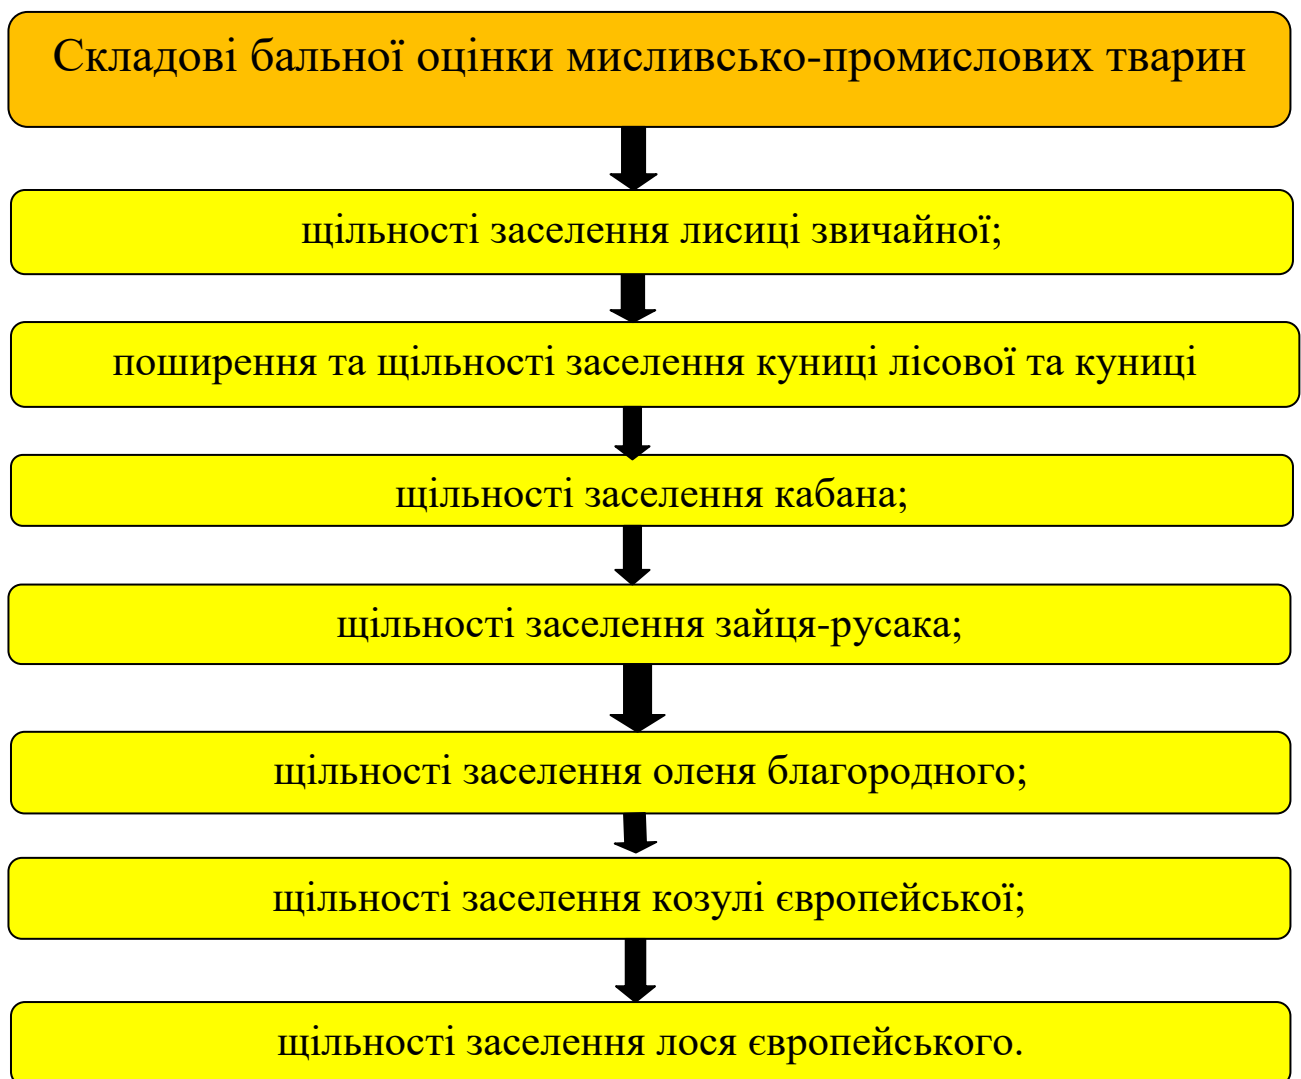 Складові бальної оцінки мисливсько-промислових тварин
щільності заселення лисиці звичайної;
поширення та щільності заселення куниці лісової та куниці
щільності заселення кабана;
щільності заселення зайця-русака;
щільності заселення оленя благородного;
щільності заселення козулі європейської;
щільності заселення лося європейського.